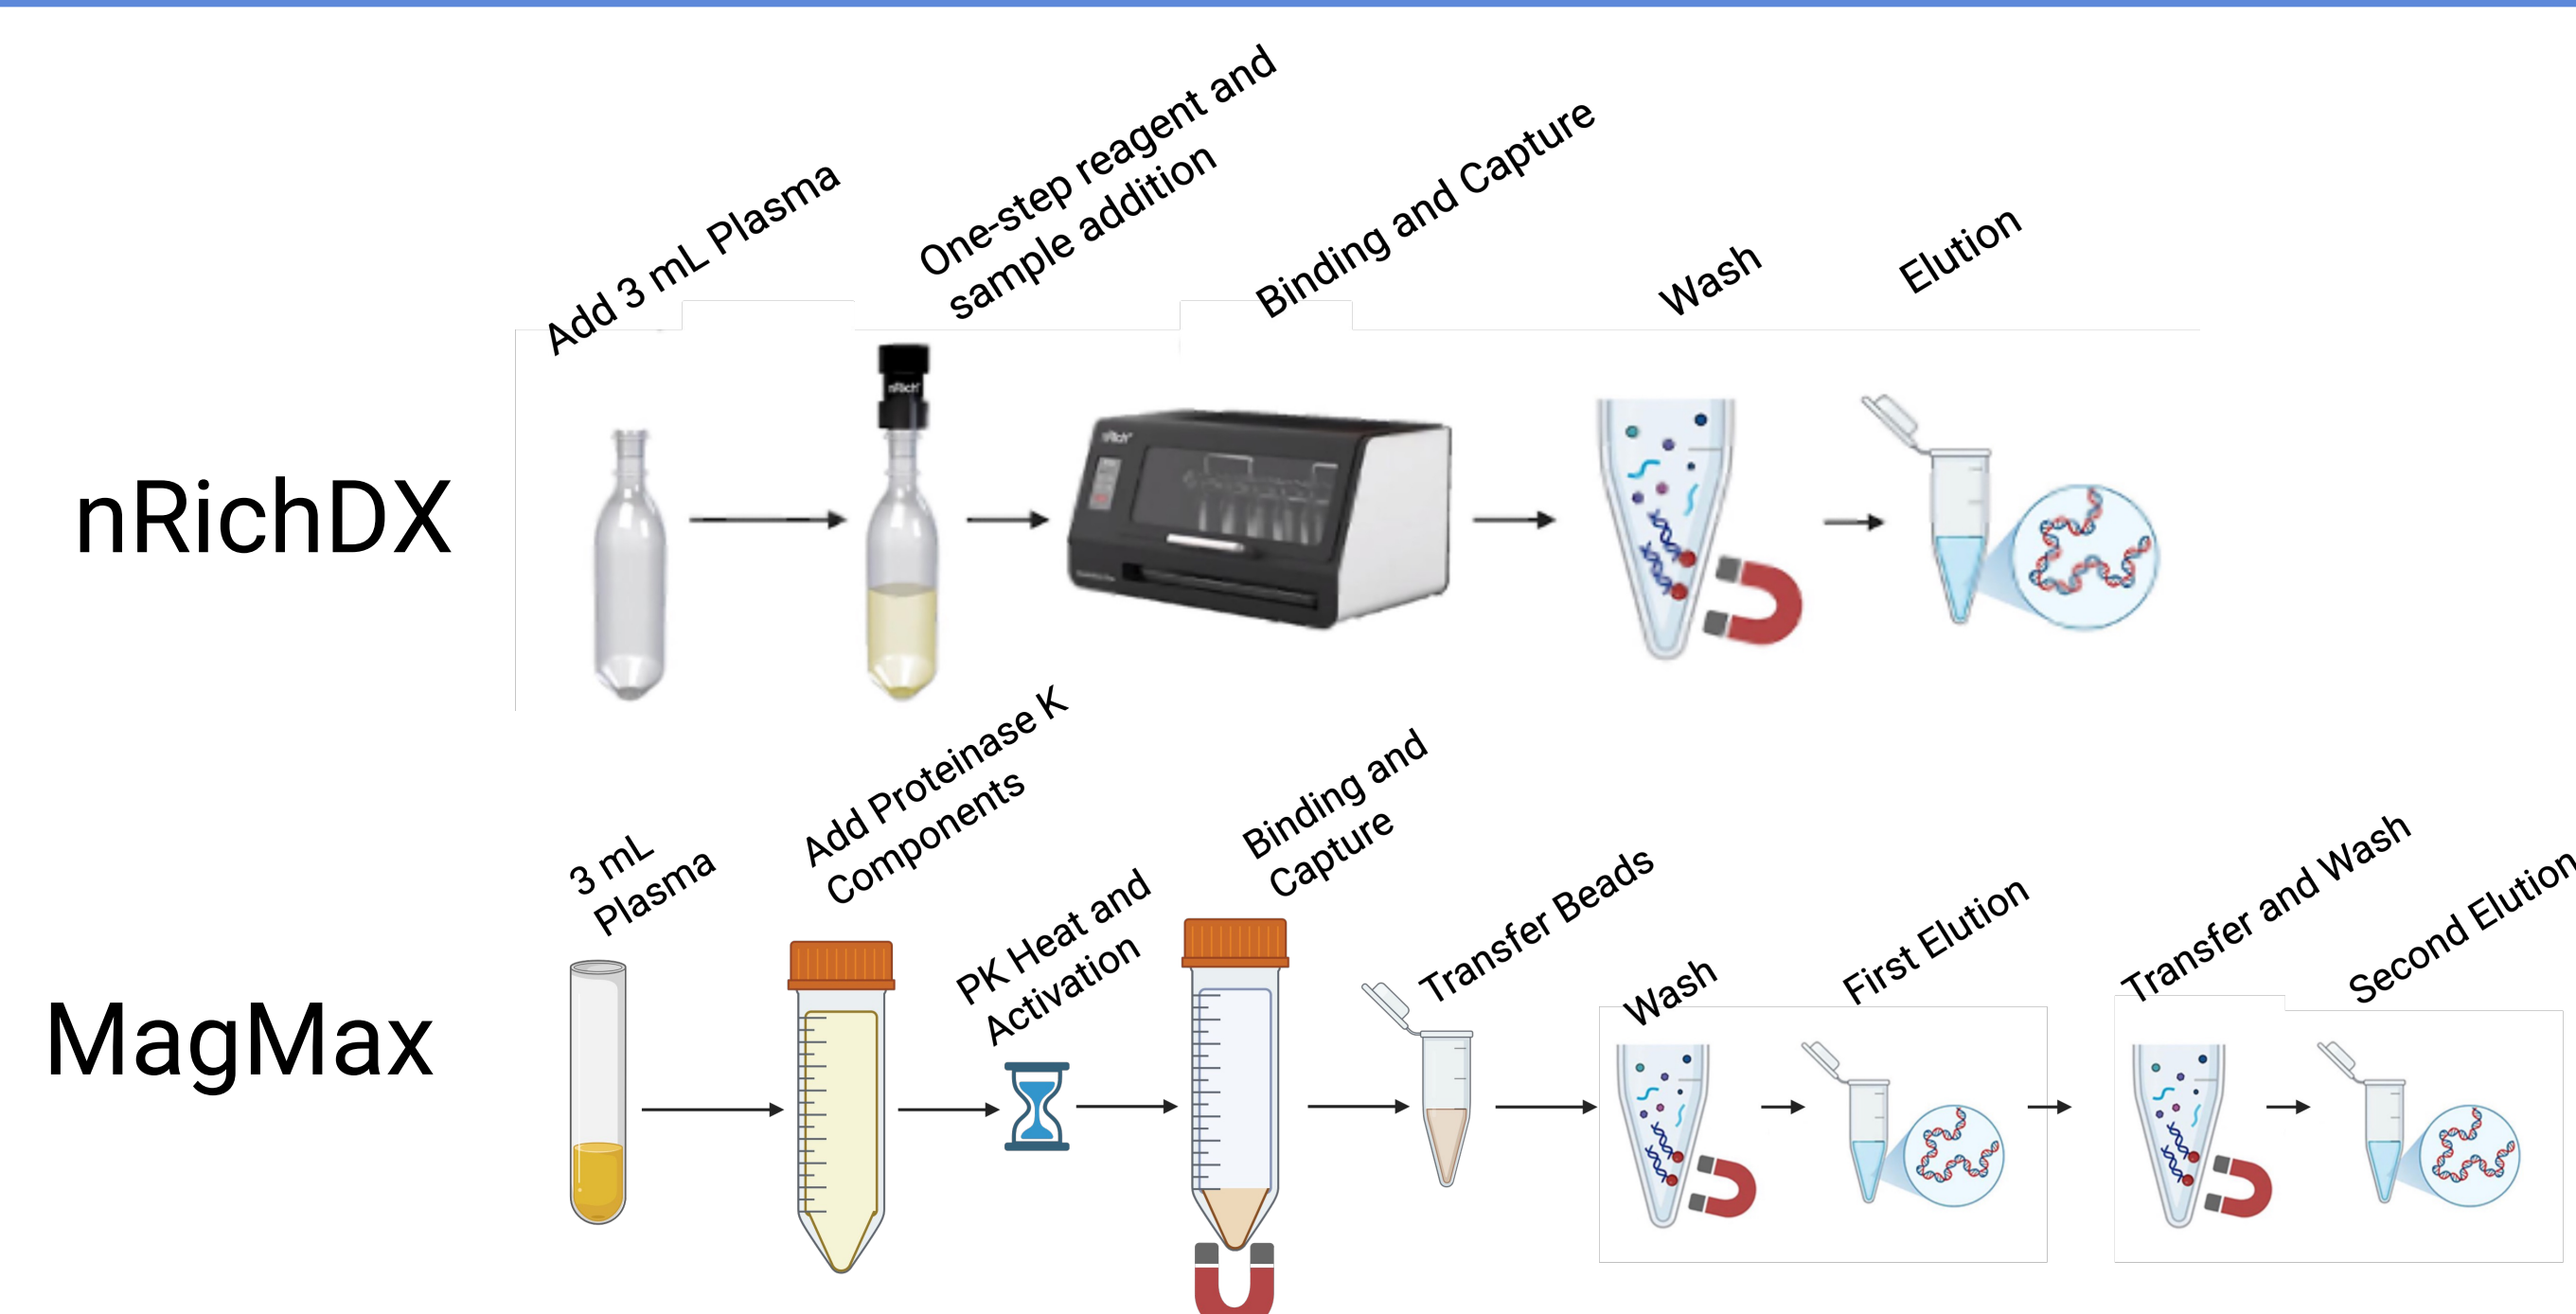 Add 3 mL Plasma
One-step reagent and
sample addition
Binding and Capture
Wash
Elution
nRich
nRich
nRichDX
3 mL
Plasma
Add Proteinase K
Components
PK Heat and
Activation
Binding and
Capture
Transfer Beads
Wash
First Elution
Transfer and Wash
Second Elution
MagMax